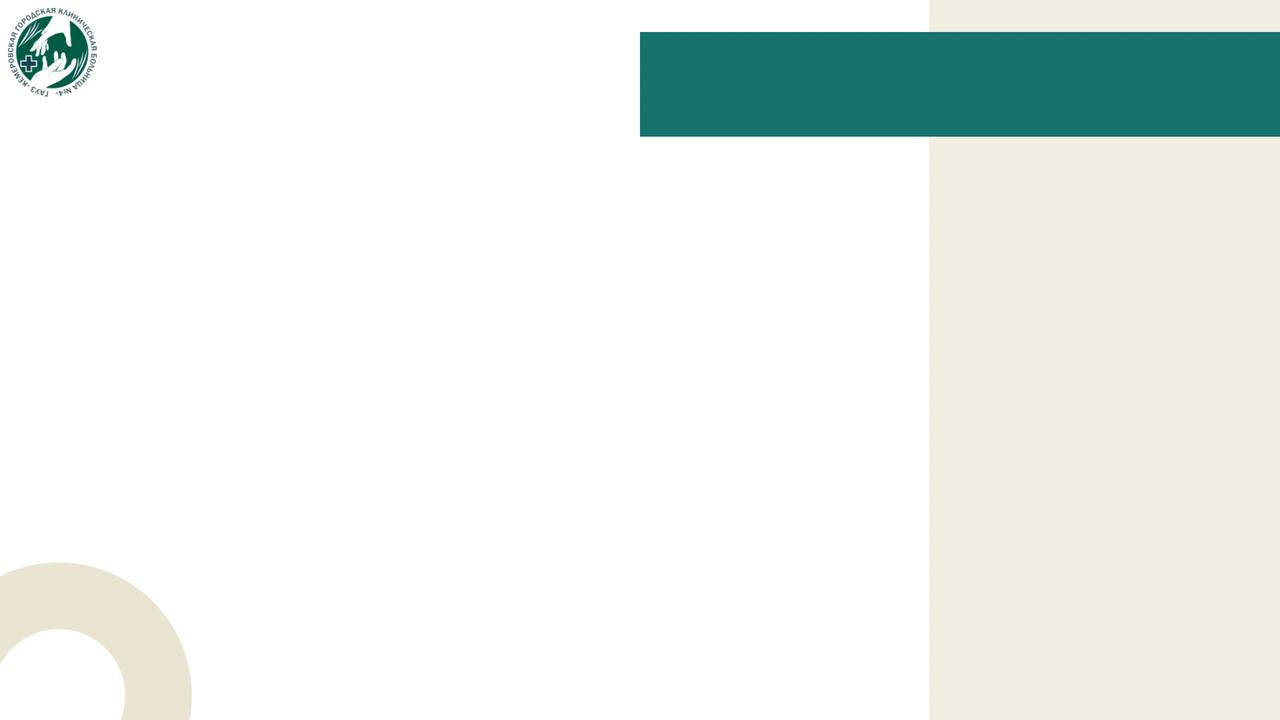 ГАУЗ «КЕМЕРОВСКАЯ ГОРОДСКАЯ КЛИНИЧЕСКАЯ БОЛЬНИЦА №4»